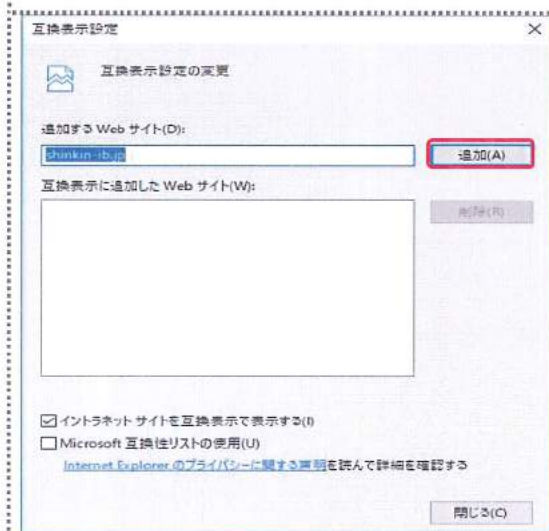 互換表示設定
互換表示設定の変更
追加する Web サイト(D):
shinkin-ib.jp
追加(A)
互換表示に追加した Web サイト(W):
削除(R)
イントラネット サイトを互換表示で表示する(I)
Microsoft 互換性リストの使用(U)
Internet Explorer のプライバシーに関する声明を読んで詳細を確認する
閉じる(C)